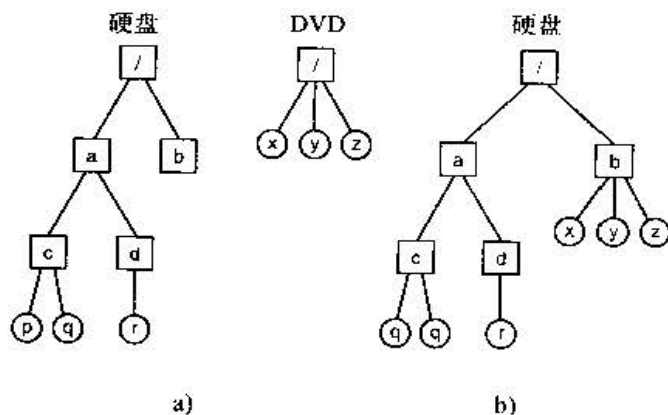 硬盘 DVD 硬盘
/ / /
a b x y z a b
x y z
c d c d
p q r q q r
a) b)